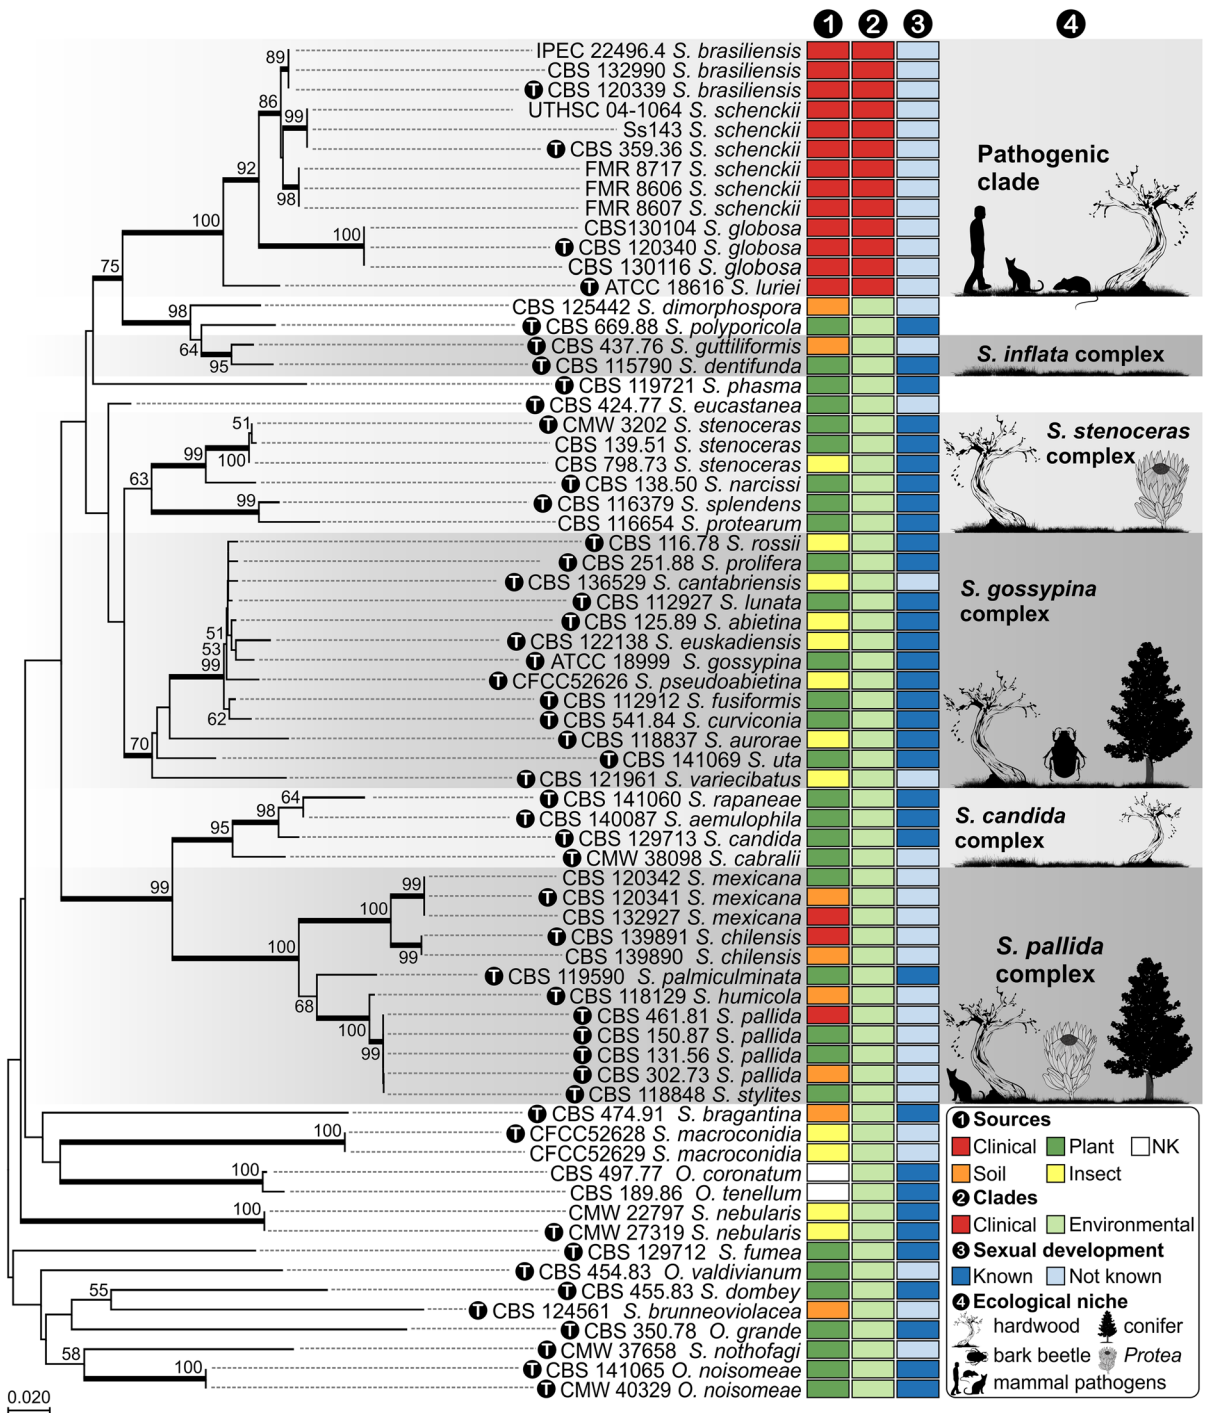 1 2 3 4
89
86
99
98
92
100
100
75
98
64
95
51
99
100
63
99
51
53
99
62
70
64
98
95
99
99
100
99
100
68
100
99
100
100
100
55
58
100
0.020
IPEC 22496.4 S. brasiliensis
CBS 132990 S. brasiliensis
T CBS 120339 S. brasiliensis
UTHSC 04-1064 S. schenckii
Ss143 S. schenckii
T CBS 359.36 S. schenckii
FMR 8717 S. schenckii
FMR 8606 S. schenckii
FMR 8607 S. schenckii
CBS130104 S. globosa
T CBS 120340 S. globosa
CBS 130116 S. globosa
T ATCC 18616 S. luriei
CBS 125442 S. dimorphospora
T CBS 669.88 S. polyporicola
T CBS 437.76 S. guttiliformis
T CBS 115790 S. dentifunda
T CBS 119721 S. phasma
T CBS 424.77 S. eucastanea
T CMW 3202 S. stenoceras
CBS 139.51 S. stenoceras
CBS 798.73 S. stenoceras
T CBS 138.50 S. narcissi
T CBS 116379 S. splendens
CBS 116654 S. protearum
T CBS 116.78 S. rossii
T CBS 251.88 S. prolifera
T CBS 136529 S. cantabriensis
T CBS 112927 S. lunata
T CBS 125.89 S. abietina
T CBS 122138 S. euskadiensis
T ATCC 18999 S. gossypina
T CFCC52626 S. pseudoabietina
T CBS 112912 S. fusiformis
T CBS 541.84 S. curviconia
T CBS 118837 S. aurorae
T CBS 141069 S. uta
T CBS 121961 S. variecibatus
T CBS 141060 S. rapaneae
T CBS 140087 S. aemulophila
T CBS 129713 S. candida
T CMW 38098 S. cabralii
CBS 120342 S. mexicana
T CBS 120341 S. mexicana
CBS 132927 S. mexicana
T CBS 139891 S. chilensis
CBS 139890 S. chilensis
T CBS 119590 S. palmiculminata
T CBS 118129 S. humicola
T CBS 461.81 S. pallida
T CBS 150.87 S. pallida
T CBS 131.56 S. pallida
T CBS 302.73 S. pallida
T CBS 118848 S. stylites
T CBS 474.91 S. bragantina
T CFCC52628 S. macroconidia
CFCC52629 S. macroconidia
CBS 497.77 O. coronatum
CBS 189.86 O. tenellum
CMW 22797 S. nebularis
T CMW 27319 S. nebularis
T CBS 129712 S. fumea
T CBS 454.83 O. valdivianum
T CBS 455.83 S. dombey
T CBS 124561 S. brunneoviolacea
T CBS 350.78 O. grande
T CMW 37658 S. nothofagi
T CBS 141065 O. noisomeae
T CMW 40329 O. noisomeae
Pathogenic
clade
S. inflata complex
S. stenoceras
complex
S. gossypina
complex
S. candida
complex
S. pallida
complex
1 Sources
Clinical Plant NK
Soil Insect
2 Clades
Clinical Environmental
3 Sexual development
Known Not known
4 Ecological niche
hardwood conifer
bark beetle Protea
mammal pathogens